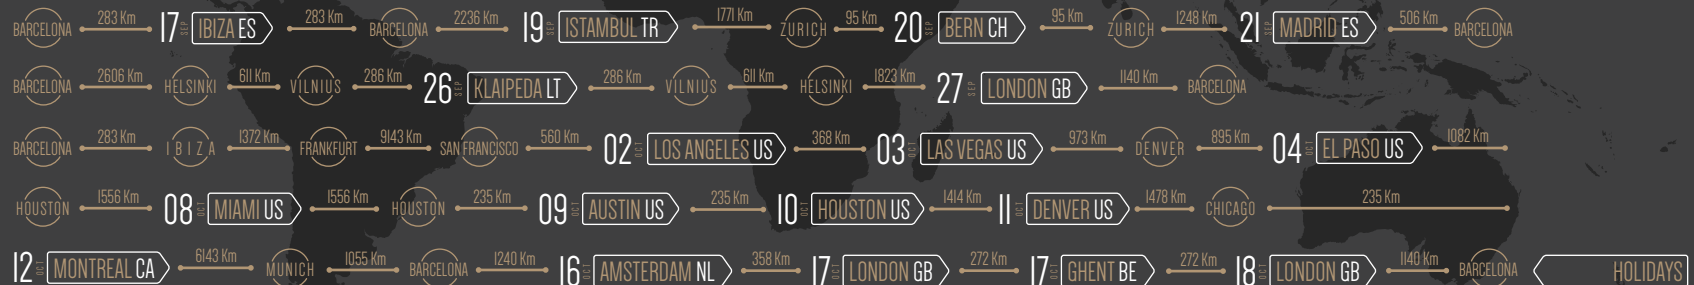 BARCELONA 283 Km 17 SEP IBIZA ES 283 Km BARCELONA 2236 Km 19 SEP ISTAMBUL TR 1771 Km ZURICH 95 Km 20 SEP BERN CH 95 Km ZURICH 1248 Km 21 SEP MADRID ES 506 Km BARCELONA
BARCELONA 2606 Km HELSINKI 611 Km VILNIUS 286 Km 26 SEP KLAIPEDA LT 286 Km VILNIUS 611 Km HELSINKI 1823 Km 27 SEP LONDON GB 1140 Km BARCELONA
BARCELONA 283 Km IBIZA 1372 Km FRANKFURT 9143 Km SAN FRANCISCO 560 Km 02 OCT LOS ANGELES US 368 Km 03 OCT LAS VEGAS US 973 Km DENVER 895 Km 04 OCT EL PASO US 1082 Km
HOUSTON 1556 Km 08 OCT MIAMI US 1556 Km HOUSTON 235 Km 09 OCT AUSTIN US 235 Km 10 OCT HOUSTON US 1414 Km 11 OCT DENVER US 1478 Km CHICAGO 235 Km
12 OCT MONTREAL CA 6143 Km MUNICH 1055 Km BARCELONA 1240 Km 16 OCT AMSTERDAM NL 358 Km 17 OCT LONDON GB 272 Km 17 OCT GHENT BE 272 Km 18 OCT LONDON GB 1140 Km BARCELONA HOLIDAYS